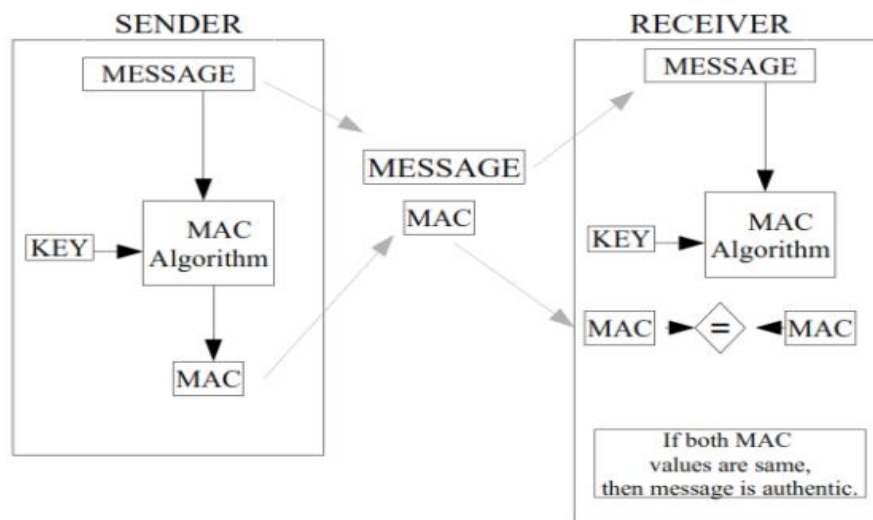 SENDER
MESSAGE
KEY
MAC
Algorithm
MAC
MESSAGE
MAC
RECEIVER
MESSAGE
KEY
MAC
Algorithm
MAC
=
MAC
If both MAC
values are same,
then message is authentic.